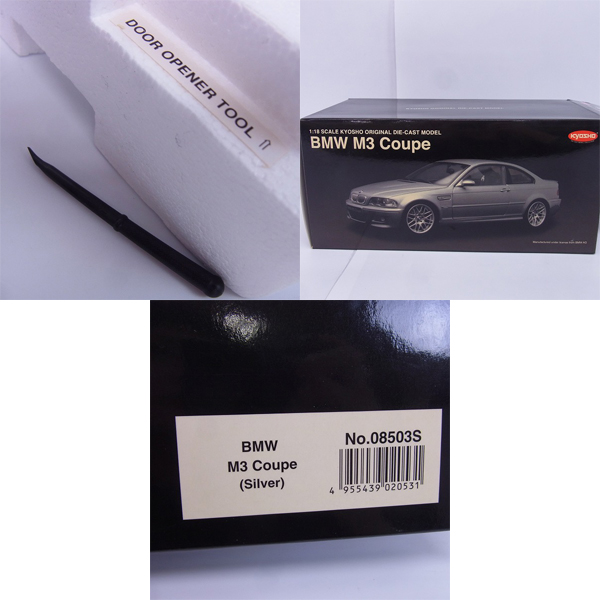 DOOR OPENER TOOL
1:18 SCALE KYOSHO ORIGINAL DIE-CAST MODEL
BMW M3 Coupe
KYOSHO
BMW
M3 Coupe
(Silver)
No.08503S
4 955439 020531